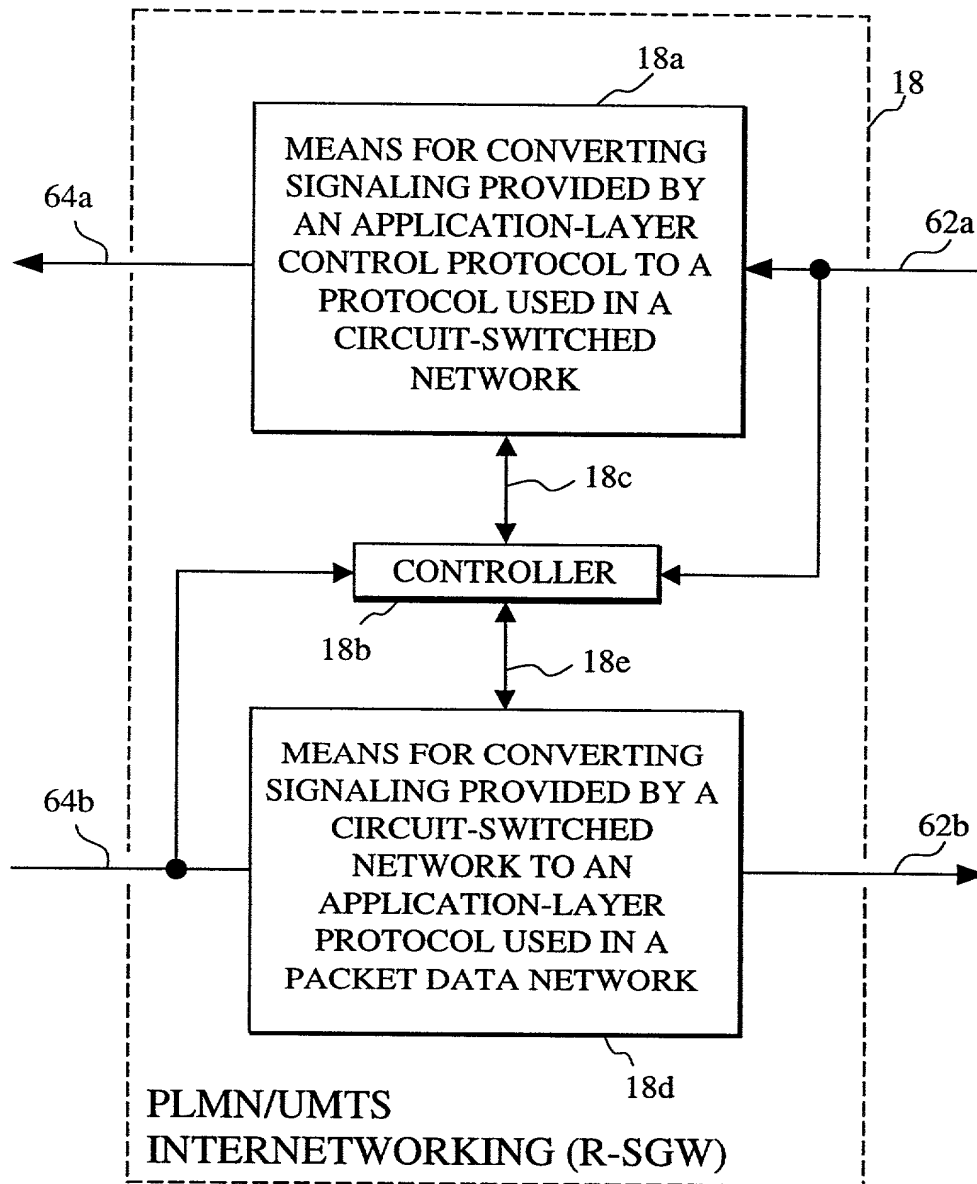 18a
18
MEANS FOR CONVERTING
SIGNALING PROVIDED BY
AN APPLICATION-LAYER
CONTROL PROTOCOL TO A
PROTOCOL USED IN A
CIRCUIT-SWITCHED
NETWORK
64a
62a
18c
CONTROLLER
18b
18e
MEANS FOR CONVERTING
SIGNALING PROVIDED BY A
CIRCUIT-SWITCHED
NETWORK TO AN
APPLICATION-LAYER
PROTOCOL USED IN A
PACKET DATA NETWORK
64b
62b
18d
PLMN/UMTS
INTERNETWORKING (R-SGW)